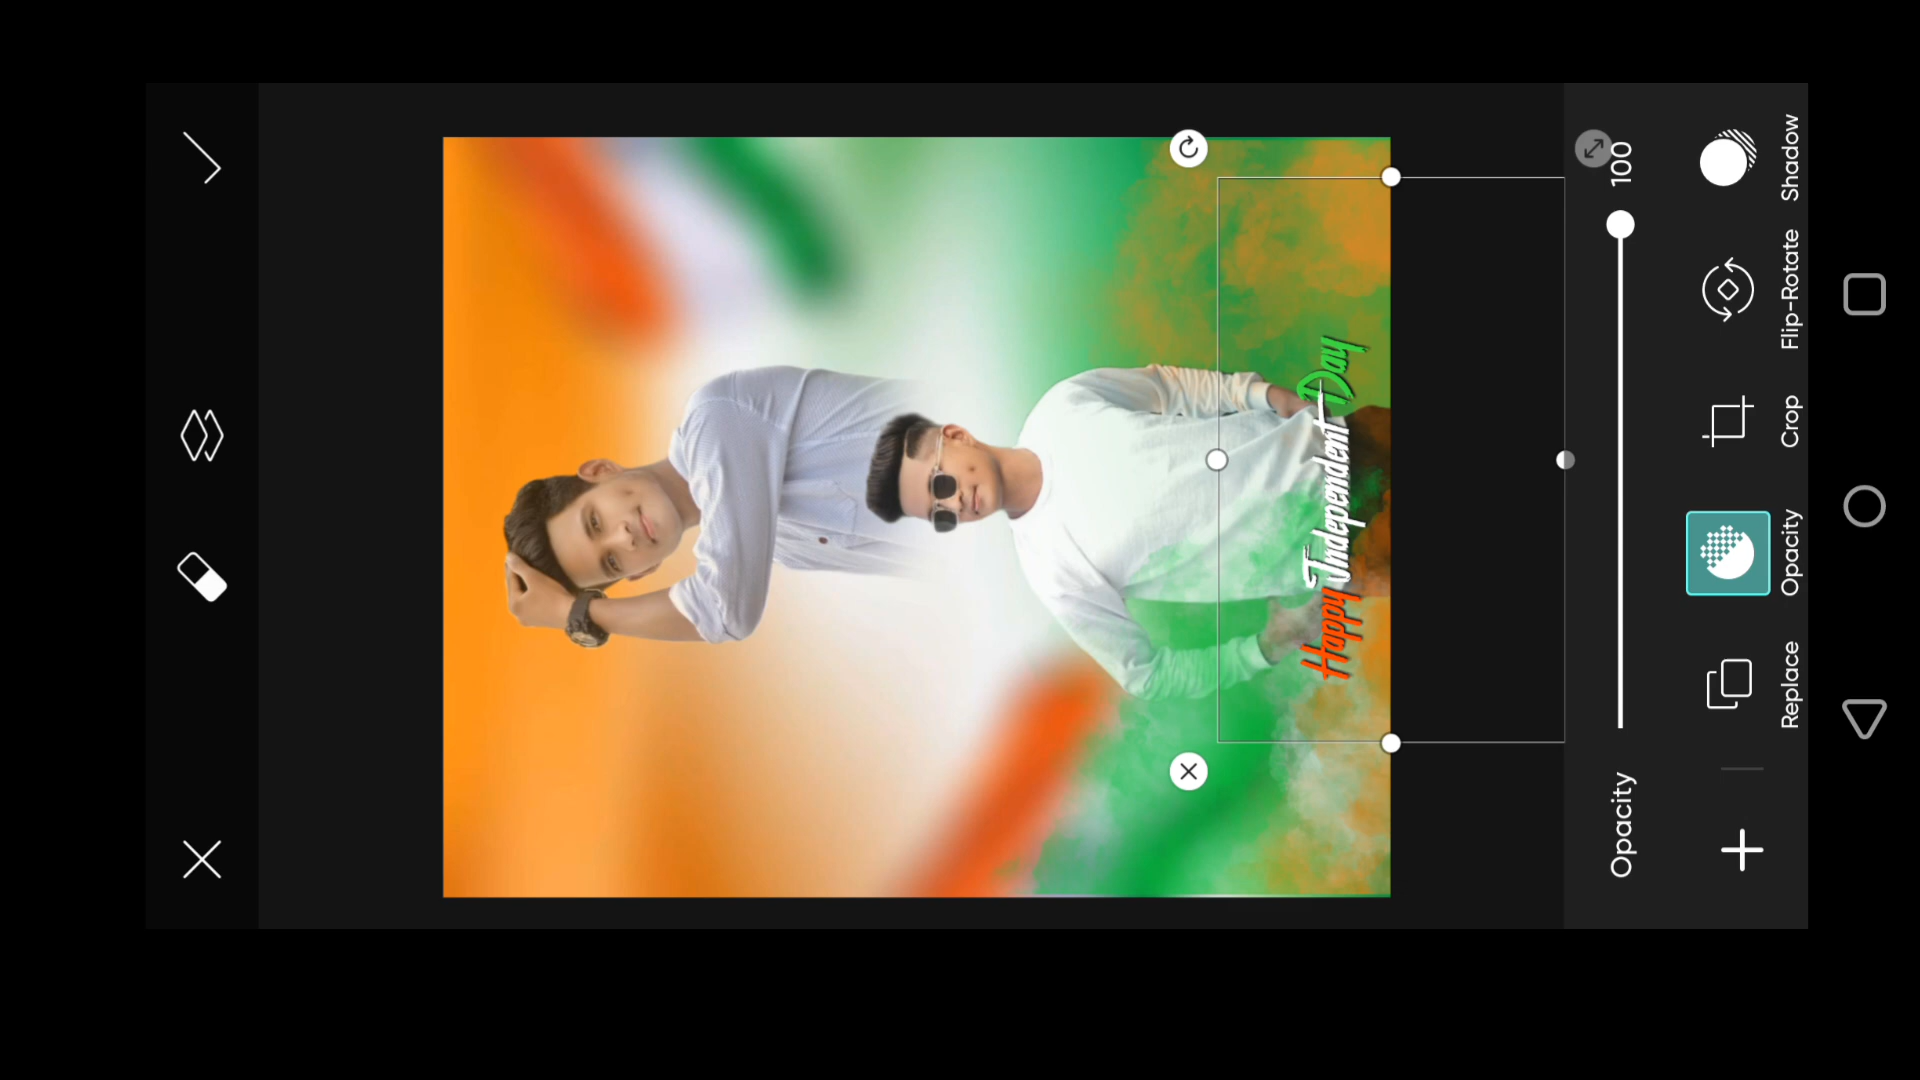 Happy Independent Day
Opacity
100
Replace
Opacity
Crop
Flip-Rotate
Shadow